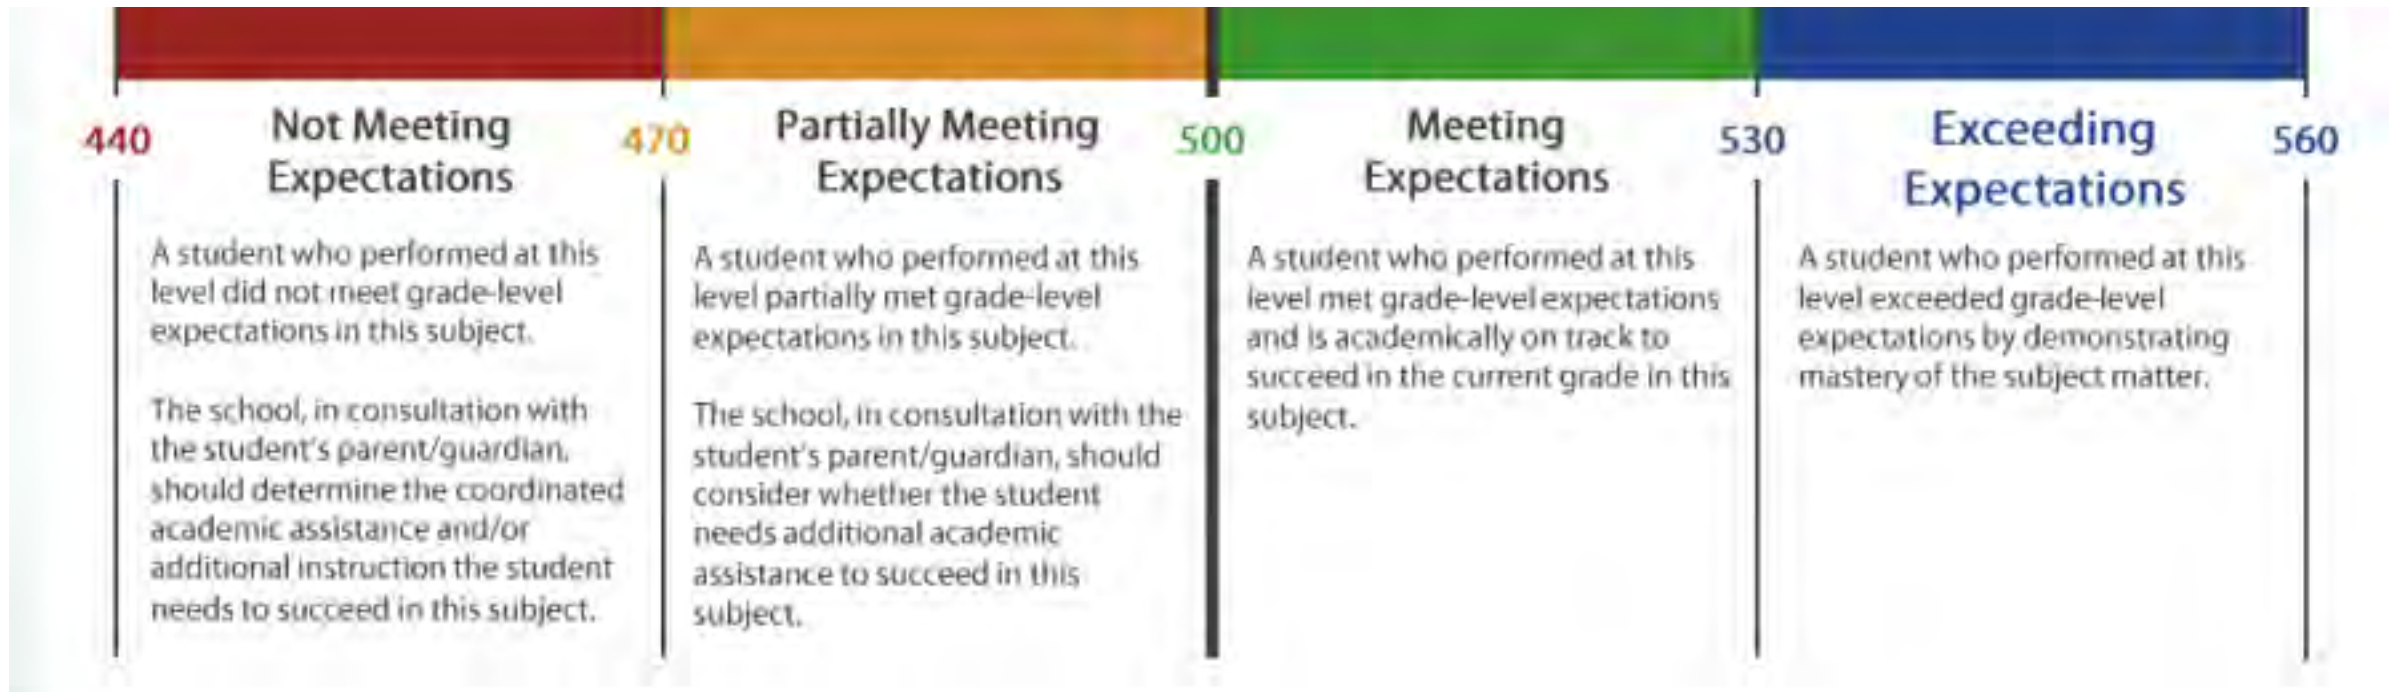 440
Not Meeting
Expectations
A student who performed at this
level did not meet grade-level
expectations in this subject.
The school, in consultation with
the student's parent/guardian,
should determine the coordinated
academic assistance and/or
additional instruction the student
needs to succeed in this subject.
470
Partially Meeting
Expectations
A student who performed at this
level partially met grade-level
expectations in this subject.
The school, in consultation with the
student's parent/guardian, should
consider whether the student
needs additional academic
assistance to succeed in this
subject.
500
Meeting
Expectations
A student who performed at this
level met grade-level expectations
and is academically on track to
succeed in the current grade in this
subject.
530
Exceeding
Expectations
A student who performed at this
level exceeded grade-level
expectations by demonstrating
mastery of the subject matter.
560